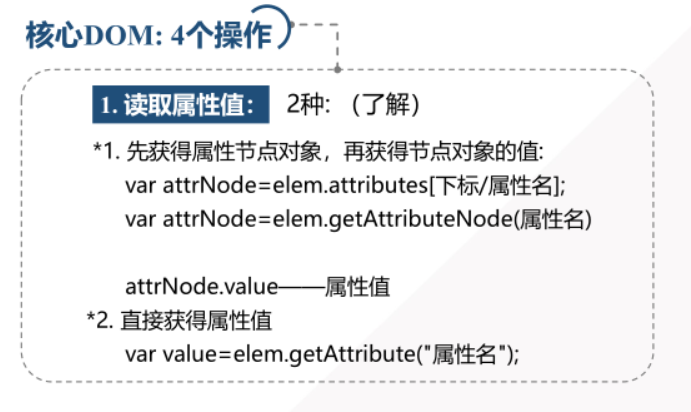 核心DOM: 4个操作
1. 读取属性值： 2种: （了解）
*1. 先获得属性节点对象，再获得节点对象的值:
var attrNode=elem.attributes[下标/属性名];
var attrNode=elem.getAttributeNode(属性名)
attrNode.value——属性值
*2. 直接获得属性值
var value=elem.getAttribute("属性名");